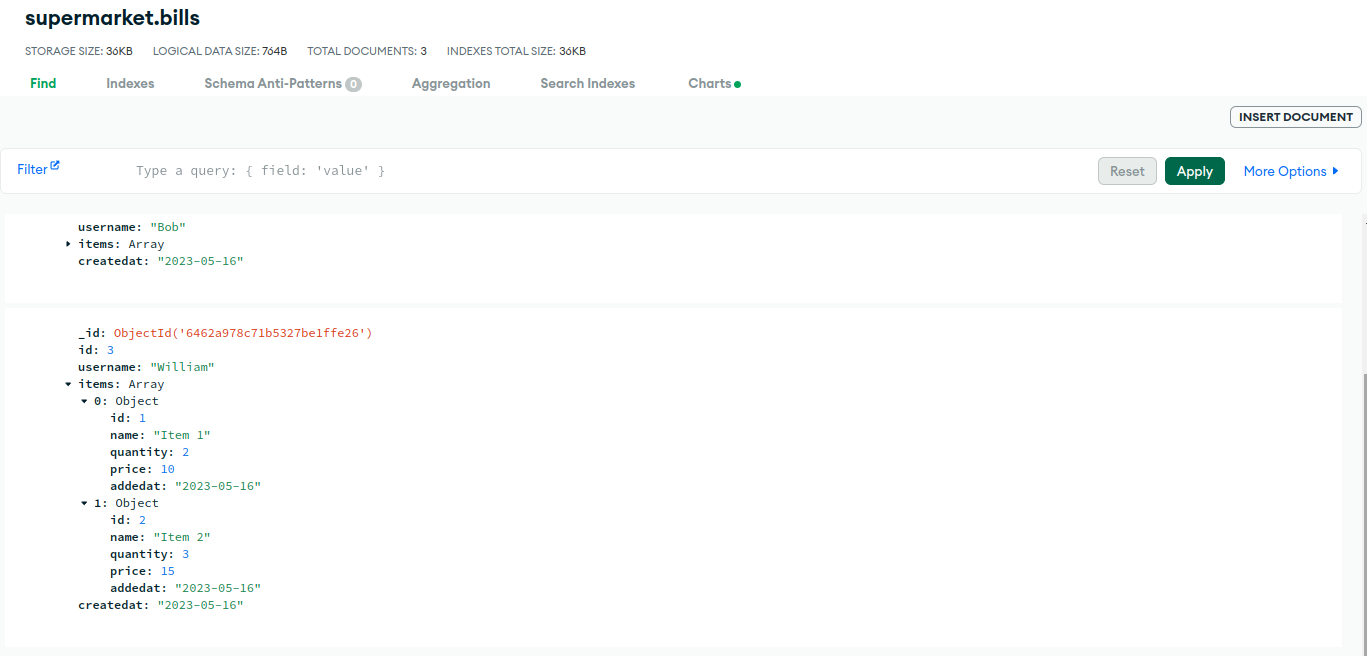 supermarket.bills
STORAGE SIZE: 36KB LOGICAL DATA SIZE: 764B TOTAL DOCUMENTS: 3 INDEXES TOTAL SIZE: 36KB
Find Indexes Schema Anti-Patterns 0 Aggregation Search Indexes Charts
INSERT DOCUMENT
Filter Type a query: { field: 'value' } Reset Apply More Options
username: "Bob"
items: Array
createdat: "2023-05-16"
_id: ObjectId('6462a978c71b5327be1ffe26')
id: 3
username: "William"
items: Array
0: Object
id: 1
name: "Item 1"
quantity: 2
price: 10
addedat: "2023-05-16"
1: Object
id: 2
name: "Item 2"
quantity: 3
price: 15
addedat: "2023-05-16"
createdat: "2023-05-16"